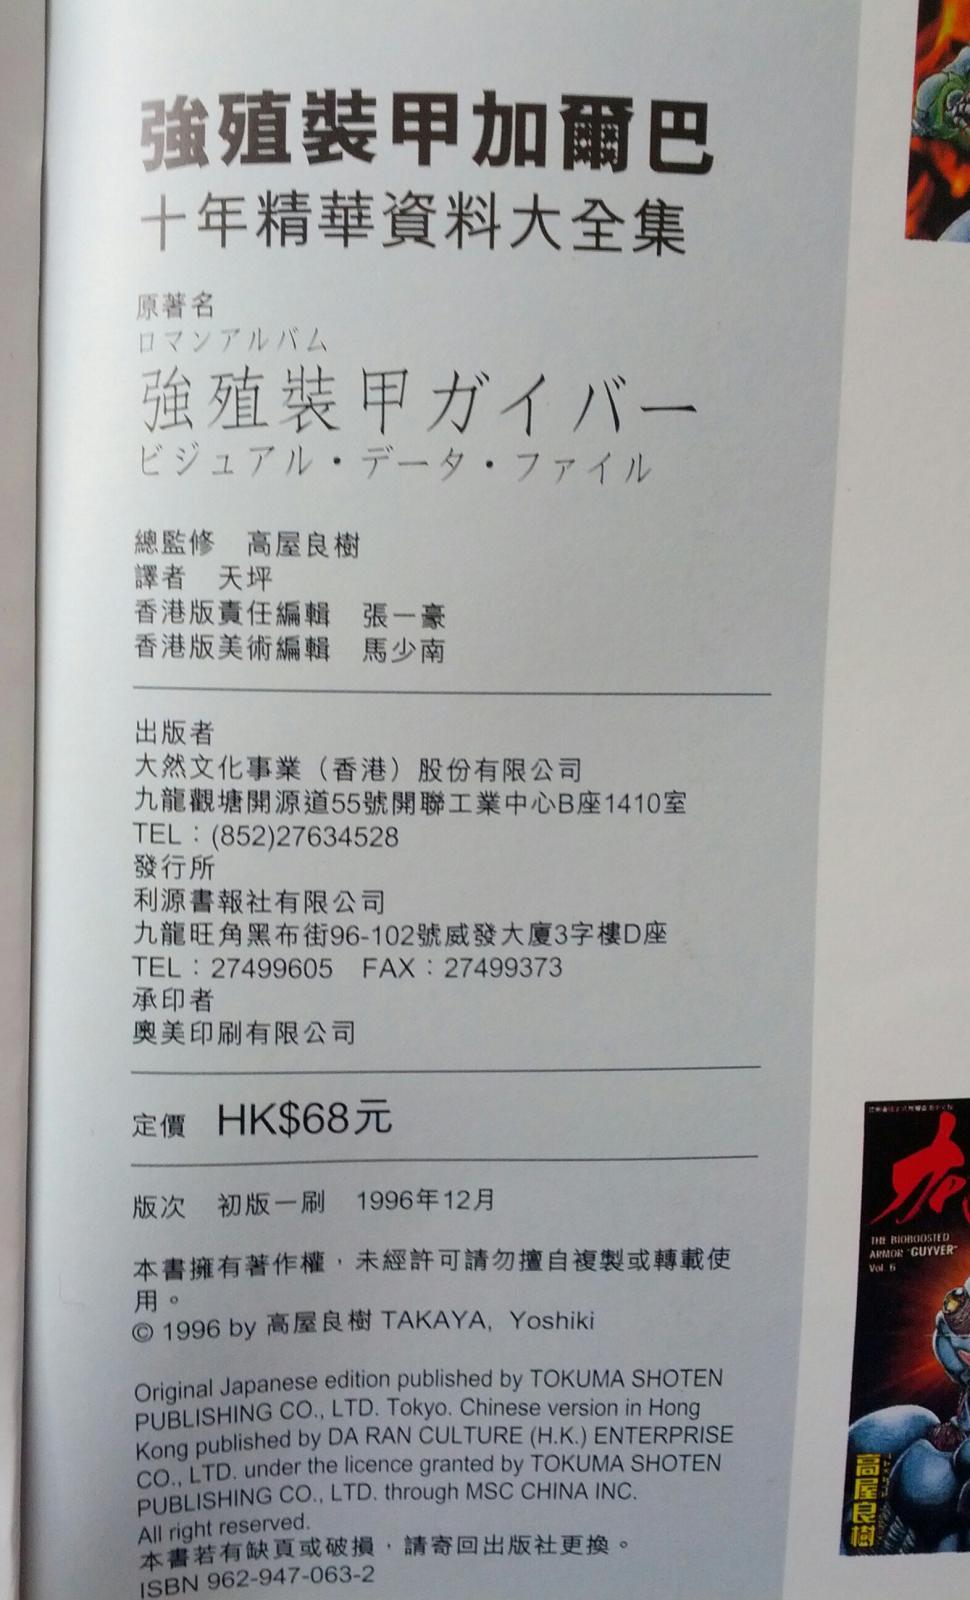 強殖裝甲加爾巴
十年精華資料大全集
原著名
ロマンアルバム
強殖裝甲ガイバー
ビジュアル・データ・ファイル
總監修　高屋良樹
譯者　天坪
香港版責任編輯　張一豪
香港版美術編輯　馬少南
出版者
大然文化事業（香港）股份有限公司
九龍觀塘開源道55號開聯工業中心B座1410室
TEL：(852)27634528
發行所
利源書報社有限公司
九龍旺角黑布街96-102號威發大廈3字樓D座
TEL：27499605　FAX：27499373
承印者
奧美印刷有限公司
定價　HK$68元
版次　初版一刷　1996年12月
本書擁有著作權，未經許可請勿擅自複製或轉載使
用。
© 1996 by 高屋良樹 TAKAYA, Yoshiki
Original Japanese edition published by TOKUMA SHOTEN
PUBLISHING CO., LTD. Tokyo. Chinese version in Hong
Kong published by DA RAN CULTURE (H.K.) ENTERPRISE
CO., LTD. under the licence granted by TOKUMA SHOTEN
PUBLISHING CO., LTD. through MSC CHINA INC.
All right reserved.
本書若有缺頁或破損，請寄回出版社更換。
ISBN 962-947-063-2
THE BIOBOOSTED
ARMOR "GUYVER"
Vol. 6
高屋良樹